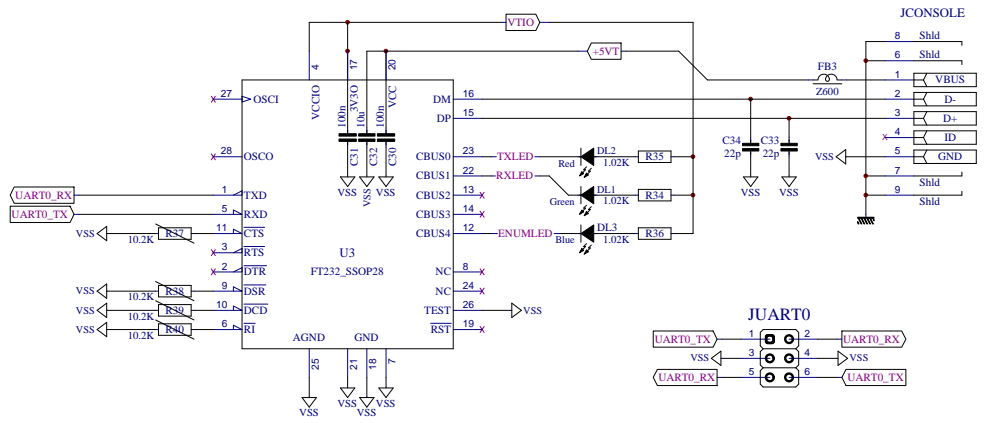 JCONSOLE
VTIO
8 Shld
+5VT
6 Shld
FB3
Z600
1 VBUS
4 17 20
VCCIO 3V3O VCC
100n 10u 100n
C31 C32 C30
VSS VSS VSS
27 OSCI
DM 16
2 D-
DP 15
3 D+
4 ID
C34 22p
C33 22p
VSS 5 GND
VSS VSS
7 Shld
9 Shld
28 OSCO
CBUS0 23 TXLED Red DL2 1.02K R35
CBUS1 22 RXLED Green DL1 1.02K R34
CBUS2 13
CBUS3 14
CBUS4 12 ENUMLED Blue DL3 1.02K R36
UART0_RX 1 TXD
UART0_TX 5 RXD
VSS 10.2K R37 11 CTS
3 RTS
2 DTR
VSS 10.2K R38 9 DSR
VSS 10.2K R39 10 DCD
VSS 10.2K R40 6 RI
U3
FT232_SSOP28
NC 8
NC 24
TEST 26 VSS
RST 19
AGND GND
25 21 18 7
VSS VSS VSS VSS
JUART0
UART0_TX 1 2 UART0_RX
VSS 3 4 VSS
UART0_RX 5 6 UART0_TX